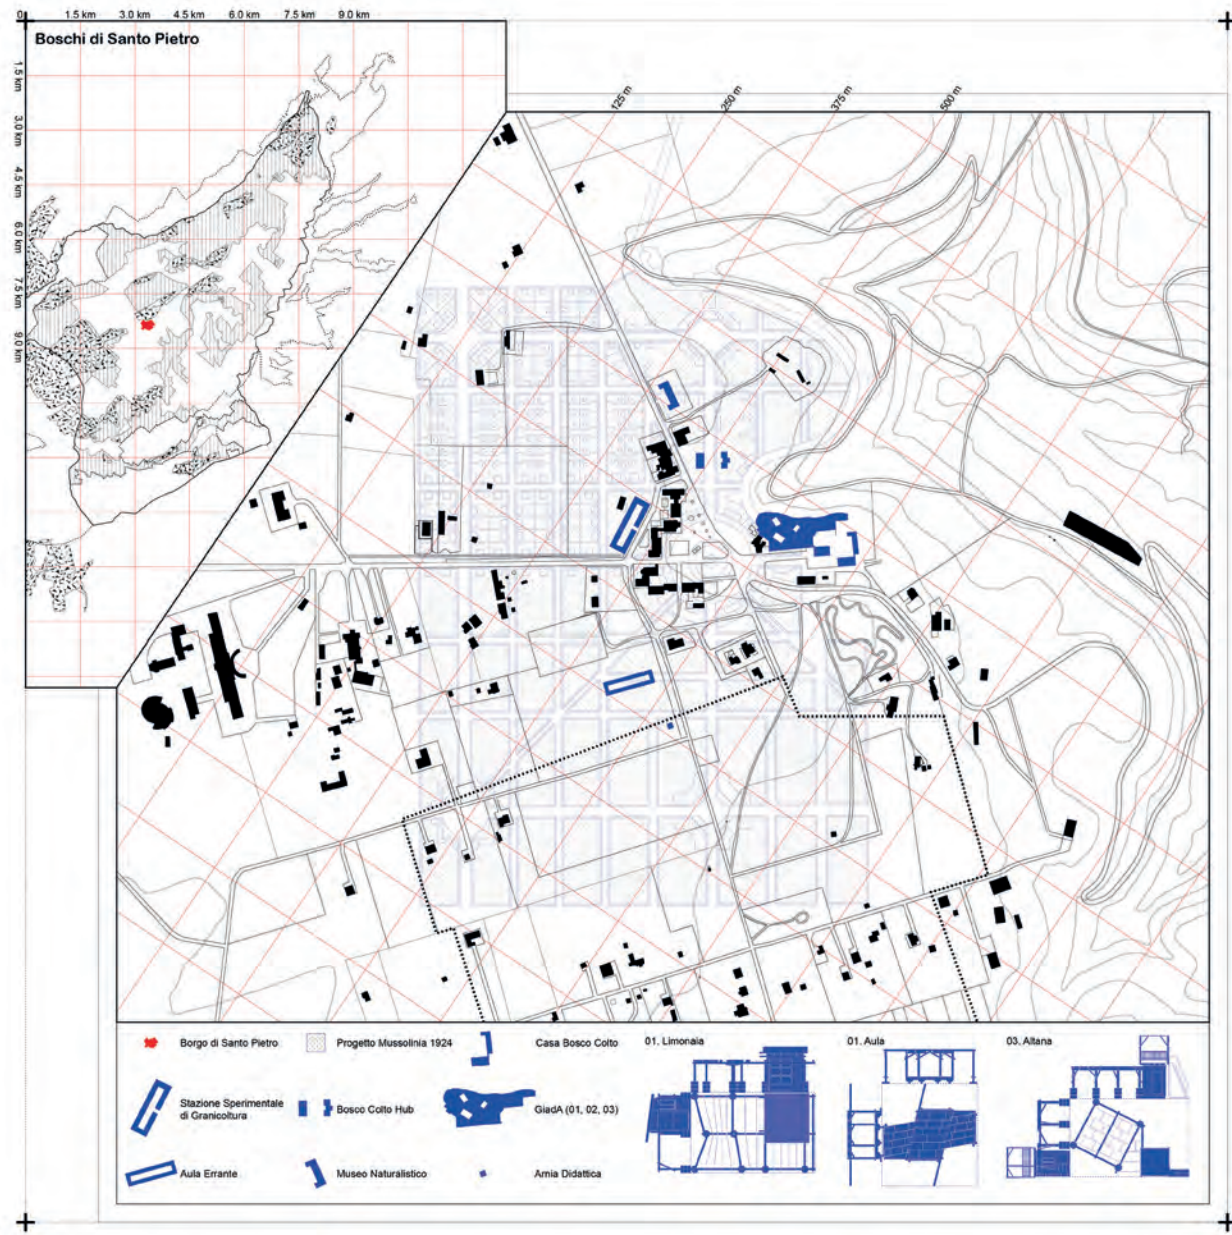 0 1.5 km 3.0 km 4.5 km 6.0 km 7.5 km 9.0 km
Boschi di Santo Pietro
1.5 km
3.0 km
4.5 km
6.0 km
7.5 km
9.0 km
125 m 250 m 375 m 500 m
Borgo di Santo Pietro
Progetto Mussolinia 1924
Casa Bosco Colto
01. Limonaia
01. Aula
03. Altana
Stazione Sperimentale
di Granicoltura
Bosco Colto Hub
GiadA (01, 02, 03)
Aula Errante
Museo Naturalistico
Arnia Didattica